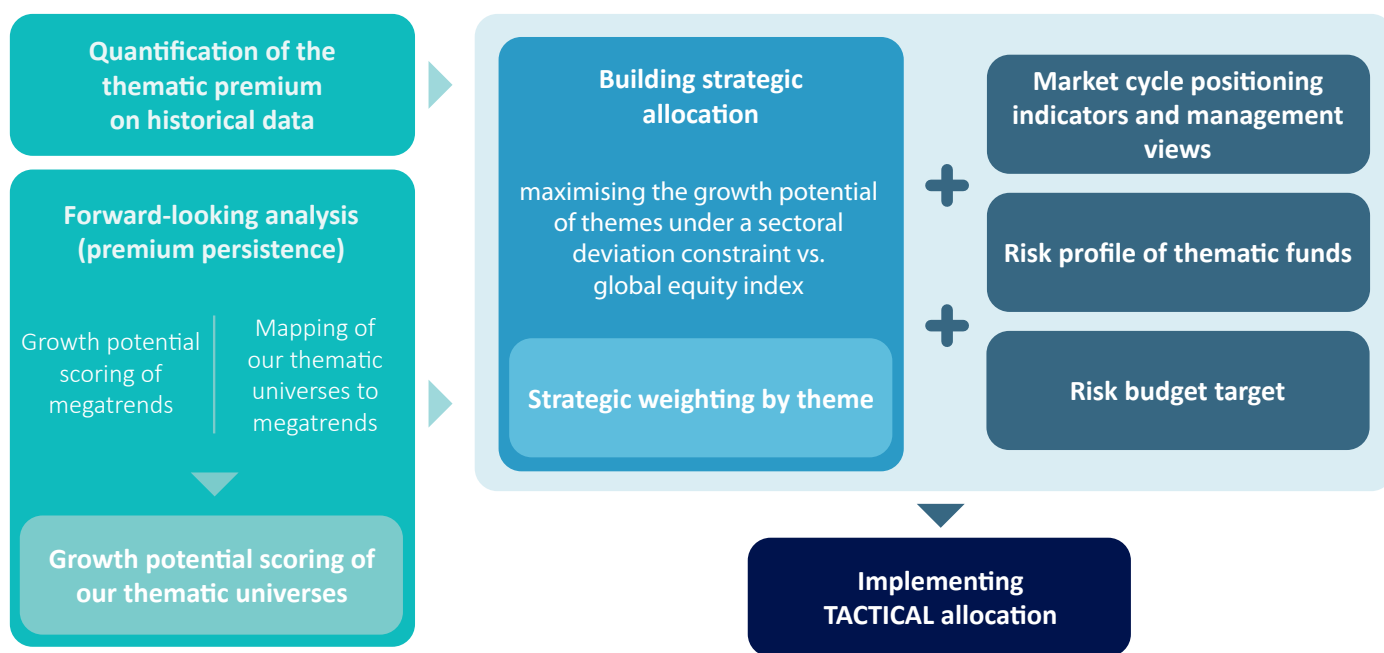 Quantification of the
thematic premium
on historical data
Forward-looking analysis
(premium persistence)
Growth potential
scoring of
megatrends
Mapping of
our thematic
universes to
megatrends
Growth potential scoring of
our thematic universes
Building strategic
allocation
maximising the growth potential
of themes under a sectoral
deviation constraint vs.
global equity index
Strategic weighting by theme
Market cycle positioning
indicators and management
views
Risk profile of thematic funds
Risk budget target
Implementing
TACTICAL allocation